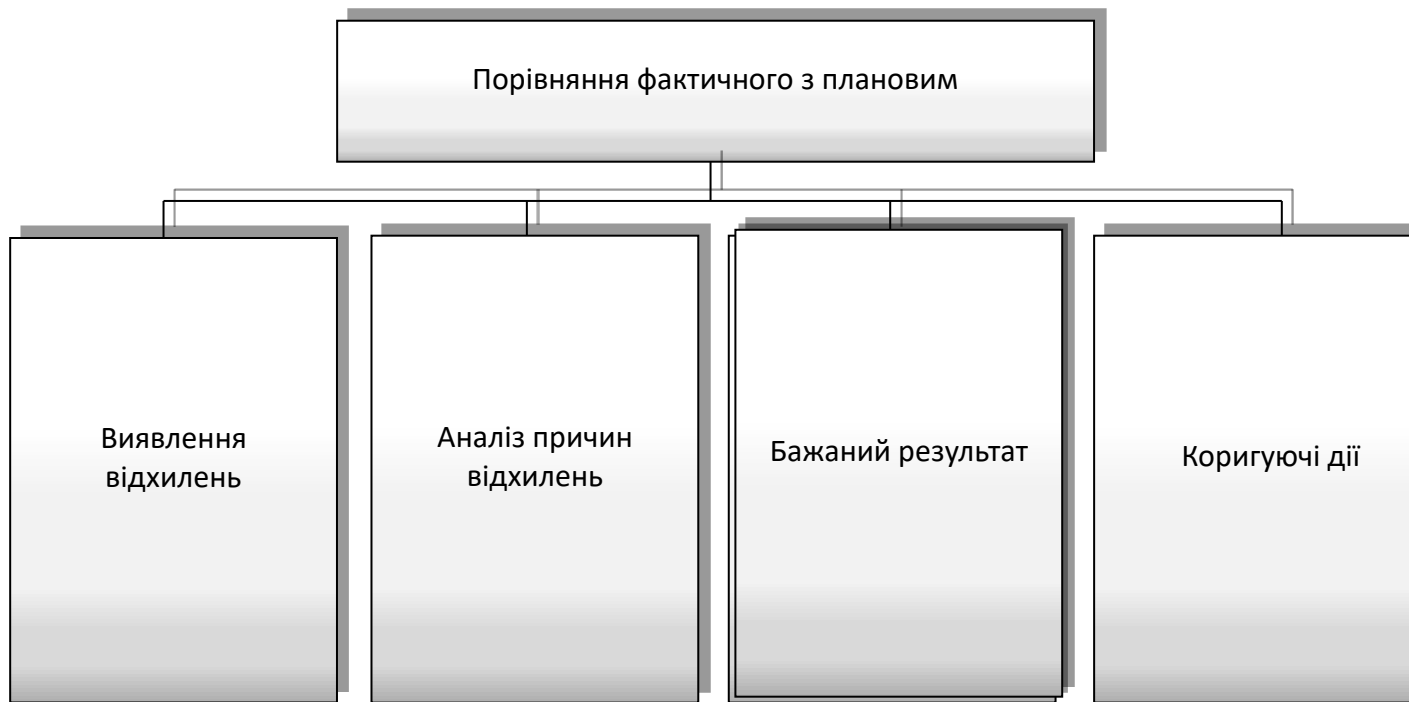 Порівняння фактичного з плановим
Виявлення
відхилень
Аналіз причин
відхилень
Бажаний результат
Коригуючі дії